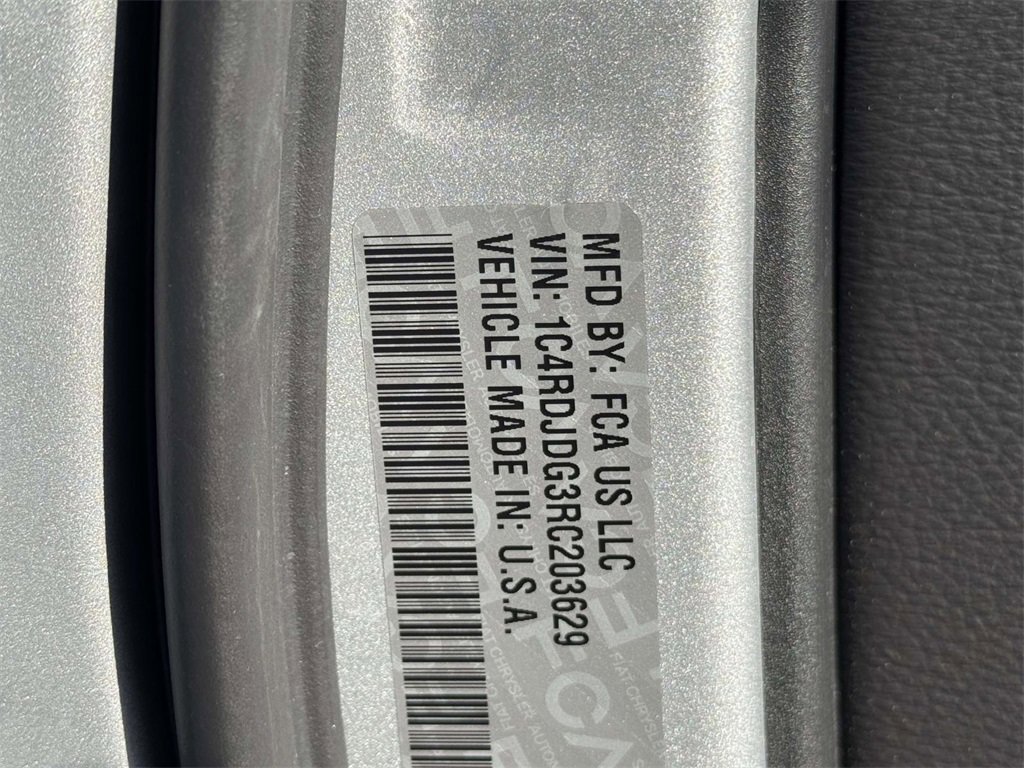 MFD BY: FCA US LLC
VIN: 1C4RDJDG3RC203629
VEHICLE MADE IN: U.S.A.